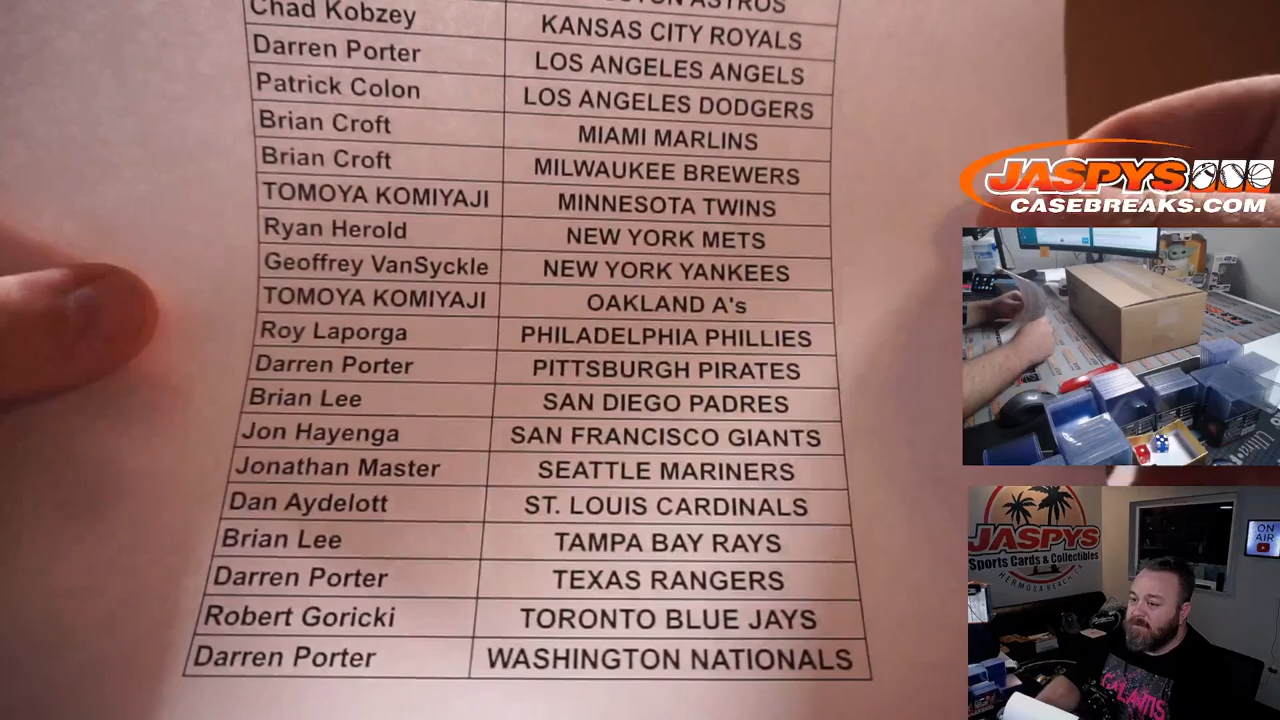 ASTROS
Chad Kobzey KANSAS CITY ROYALS
Darren Porter LOS ANGELES ANGELS
Patrick Colon LOS ANGELES DODGERS
Brian Croft MIAMI MARLINS
Brian Croft MILWAUKEE BREWERS
TOMOYA KOMIYAJI MINNESOTA TWINS
Ryan Herold NEW YORK METS
Geoffrey VanSyckle NEW YORK YANKEES
TOMOYA KOMIYAJI OAKLAND A's
Roy Laporga PHILADELPHIA PHILLIES
Darren Porter PITTSBURGH PIRATES
Brian Lee SAN DIEGO PADRES
Jon Hayenga SAN FRANCISCO GIANTS
Jonathan Master SEATTLE MARINERS
Dan Aydelott ST. LOUIS CARDINALS
Brian Lee TAMPA BAY RAYS
Darren Porter TEXAS RANGERS
Robert Goricki TORONTO BLUE JAYS
Darren Porter WASHINGTON NATIONALS
JASPYS
CASEBREAKS.COM
JASPYS
Sports Cards & Collectibles
HERMOSA BEACH, CA
ON
AIR